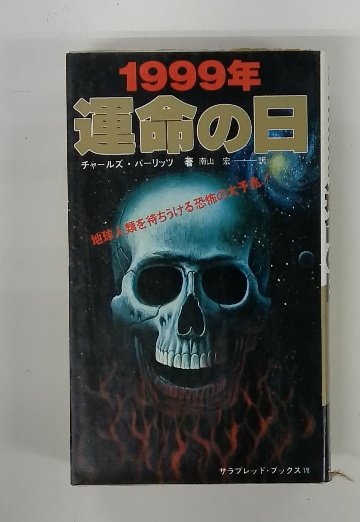 1999年
運命の日
チャールズ・バーリッツ 著 南山 宏——訳
地球人類を待ちうける恐怖の大予言!
サラブレッド・ブックス